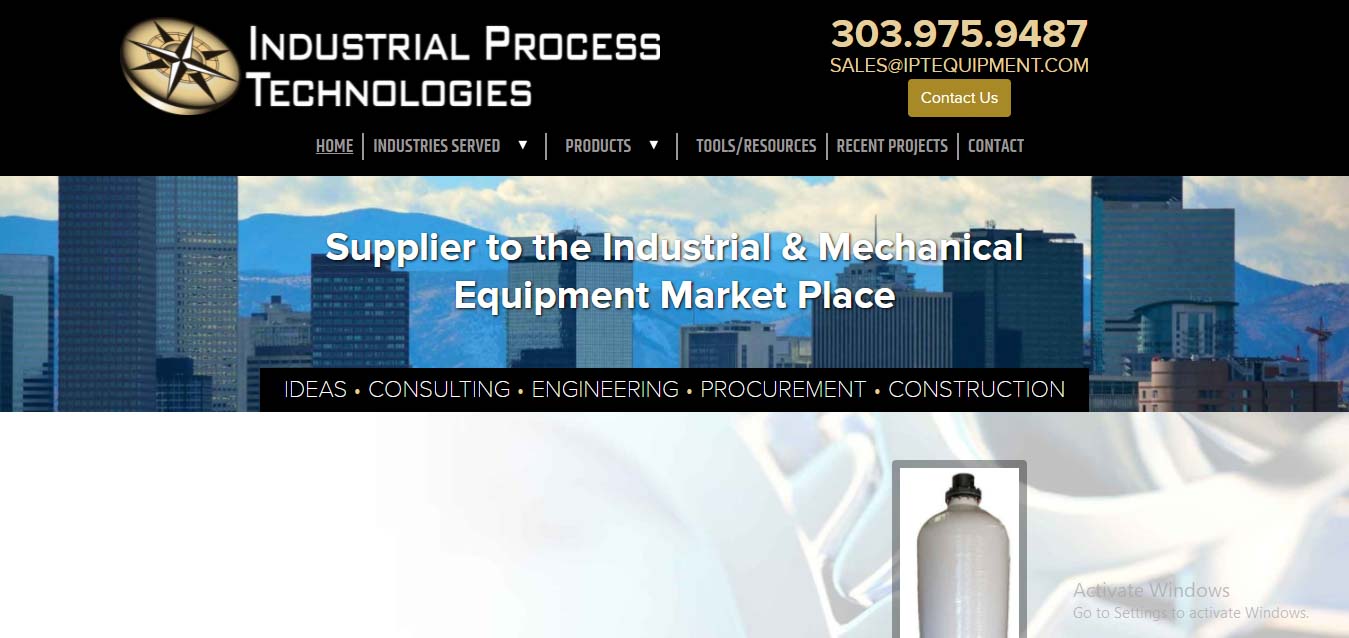 INDUSTRIAL PROCESS
TECHNOLOGIES
303.975.9487
SALES@IPTEQUIPMENT.COM
Contact Us
HOME INDUSTRIES SERVED ▼ PRODUCTS ▼ TOOLS/RESOURCES RECENT PROJECTS CONTACT
Supplier to the Industrial & Mechanical
Equipment Market Place
IDEAS • CONSULTING • ENGINEERING • PROCUREMENT • CONSTRUCTION
Activate Windows
Go to Settings to activate Windows.